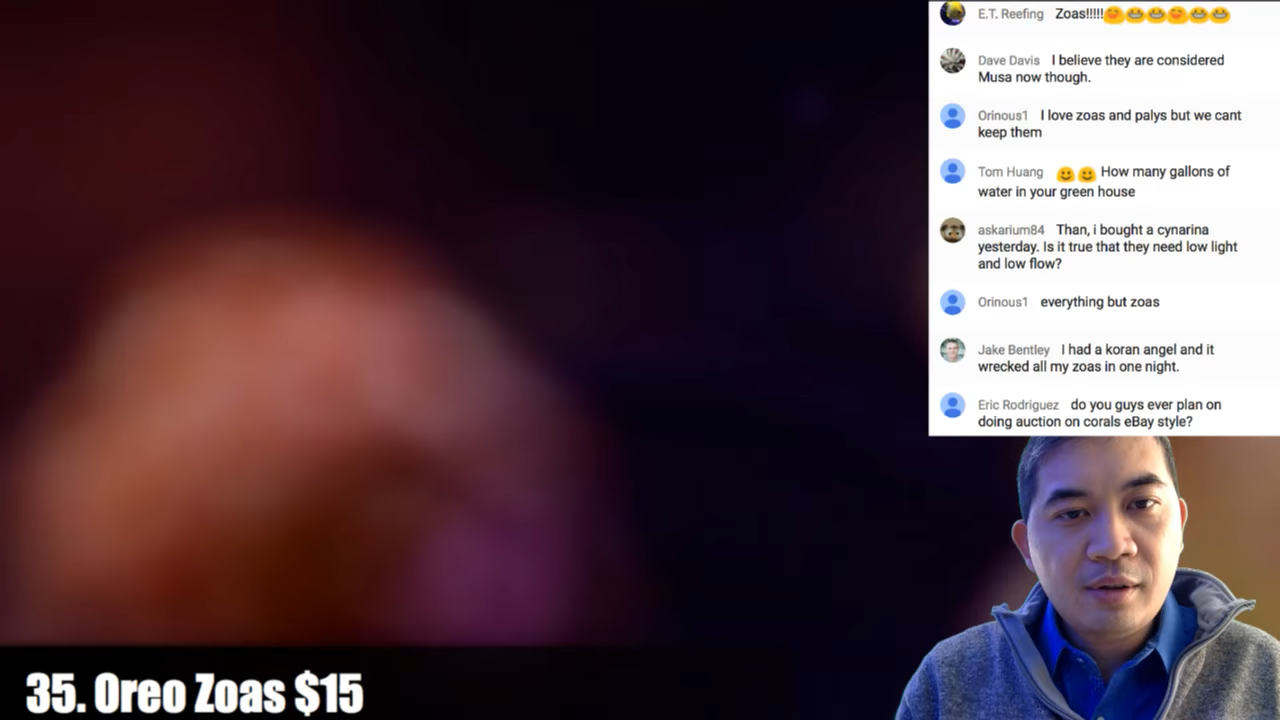 E.T. Reefing Zoas!!!!!
Dave Davis I believe they are considered
Musa now though.
Orinous1 I love zoas and palys but we cant
keep them
Tom Huang How many gallons of
water in your green house
askarium84 Than, i bought a cynarina
yesterday. Is it true that they need low light
and low flow?
Orinous1 everything but zoas
Jake Bentley I had a koran angel and it
wrecked all my zoas in one night.
Eric Rodriguez do you guys ever plan on
doing auction on corals eBay style?
35. Oreo Zoas $15